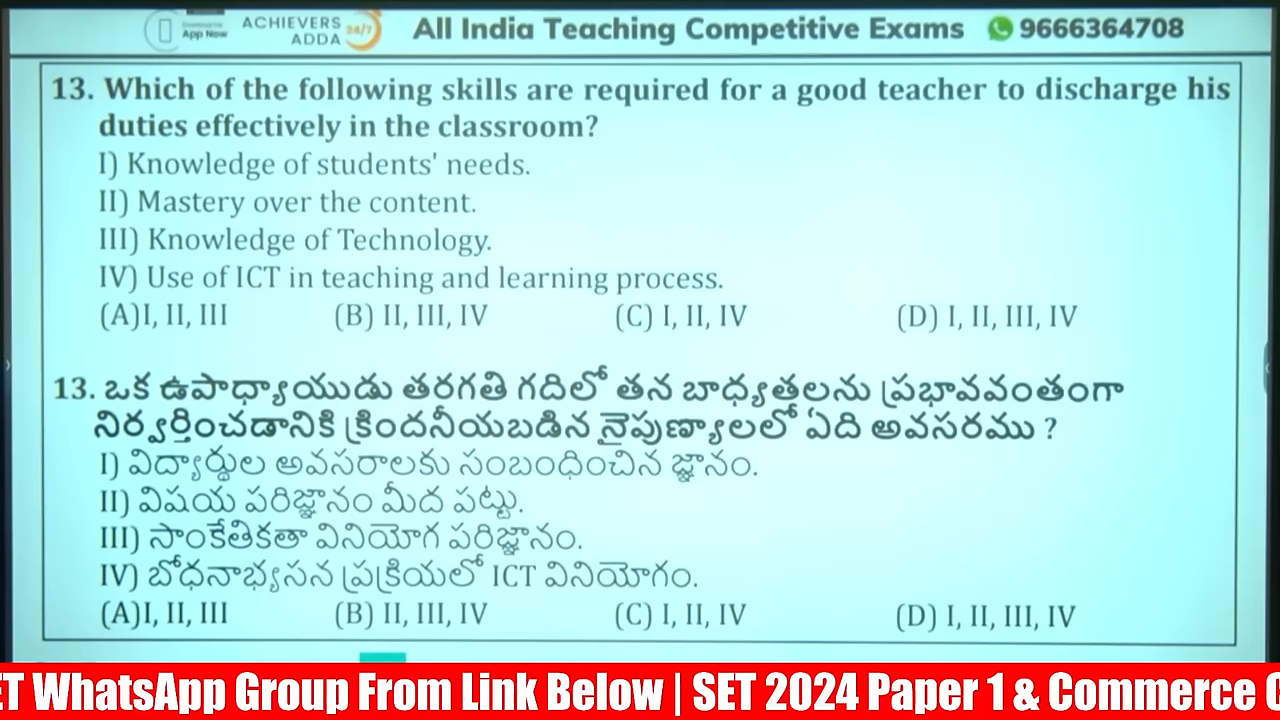 Download for
App Now
ACHIEVERS
ADDA 24/7
All India Teaching Competitive Exams 9666364708
13. Which of the following skills are required for a good teacher to discharge his
duties effectively in the classroom?
I) Knowledge of students' needs.
II) Mastery over the content.
III) Knowledge of Technology.
IV) Use of ICT in teaching and learning process.
(A)I, II, III (B) II, III, IV (C) I, II, IV (D) I, II, III, IV
13. ఒక ఉపాధ్యాయుడు తరగతి గదిలో తన బాధ్యతలను ప్రభావవంతంగా
నిర్వర్తించడానికి క్రిందనీయబడిన నైపుణ్యాలలో ఏది అవసరము ?
I) విద్యార్థుల అవసరాలకు సంబంధించిన జ్ఞానం.
II) విషయ పరిజ్ఞానం మీద పట్టు.
III) సాంకేతికతా వినియోగ పరిజ్ఞానం.
IV) బోధనాభ్యసన ప్రక్రియలో ICT వినియోగం.
(A)I, II, III (B) II, III, IV (C) I, II, IV (D) I, II, III, IV
ET WhatsApp Group From Link Below | SET 2024 Paper 1 & Commerce